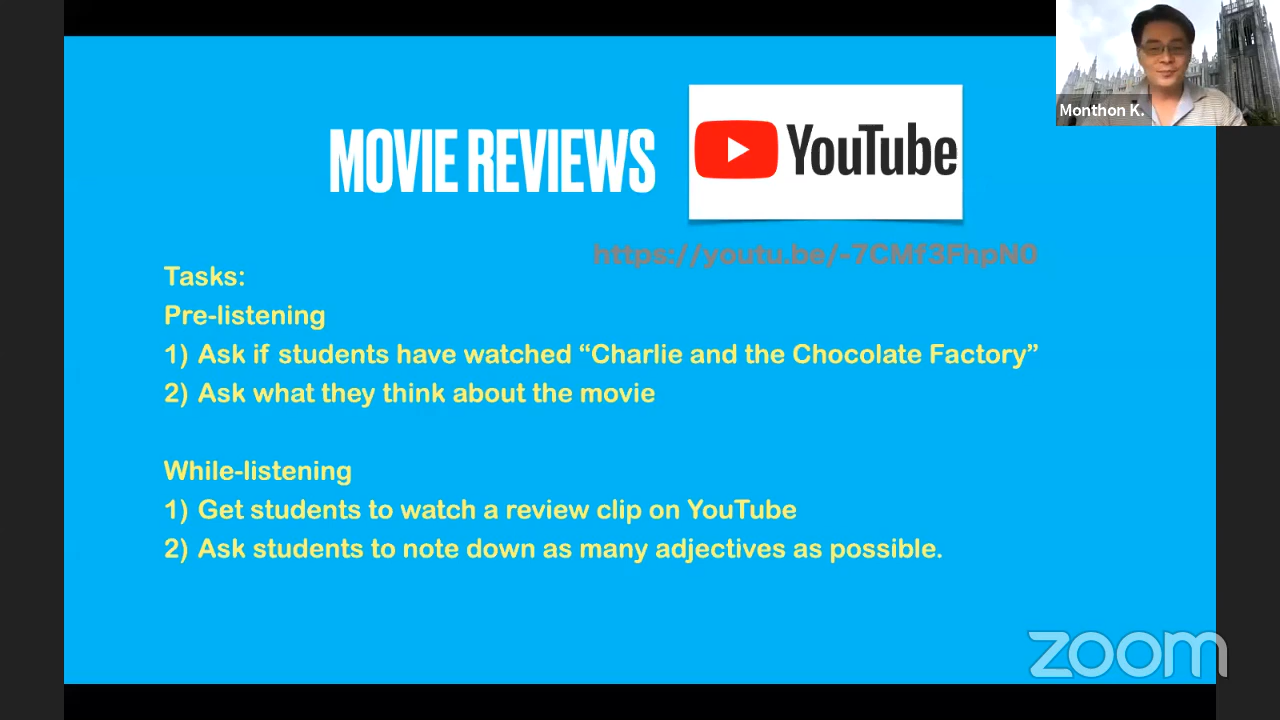 Monthon K.
MOVIE REVIEWS
YouTube
https://youtu.be/-7CMf3FhpN0
Tasks:
Pre-listening
1) Ask if students have watched “Charlie and the Chocolate Factory”
2) Ask what they think about the movie
While-listening
1) Get students to watch a review clip on YouTube
2) Ask students to note down as many adjectives as possible.
zoom